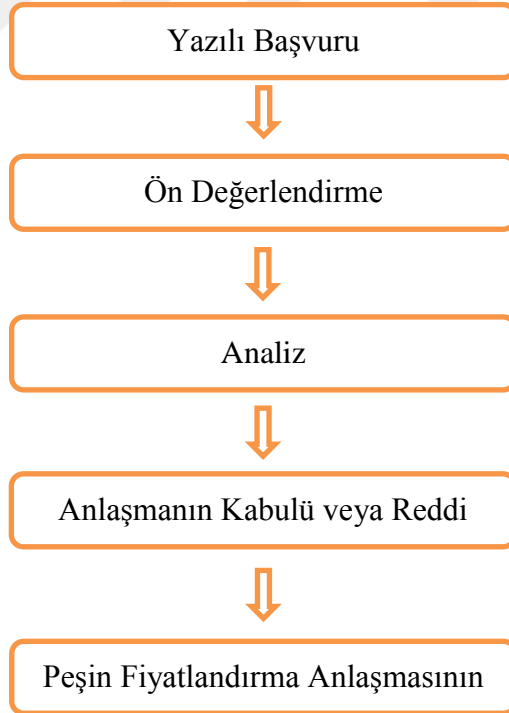 Yazılı Başvuru
Ön Değerlendirme
Analiz
Anlaşmanın Kabulü veya Reddi
Peşin Fiyatlandırma Anlaşmasının